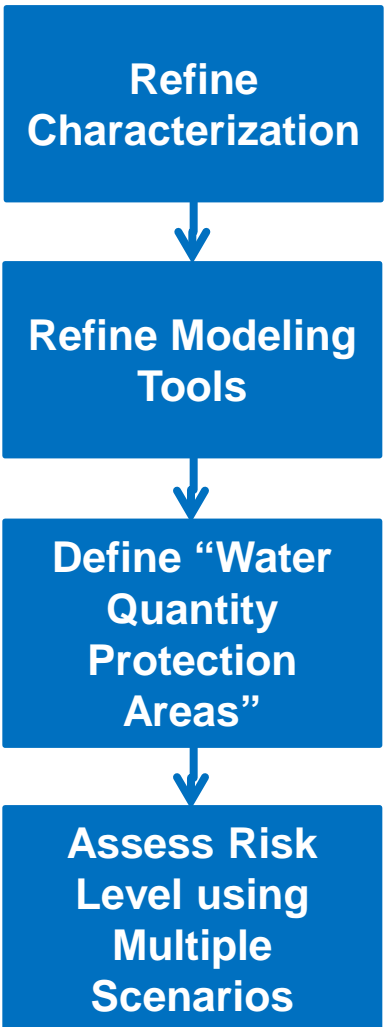 Refine
Characterization
Refine Modeling
Tools
Define “Water
Quantity
Protection
Areas”
Assess Risk
Level using
Multiple
Scenarios